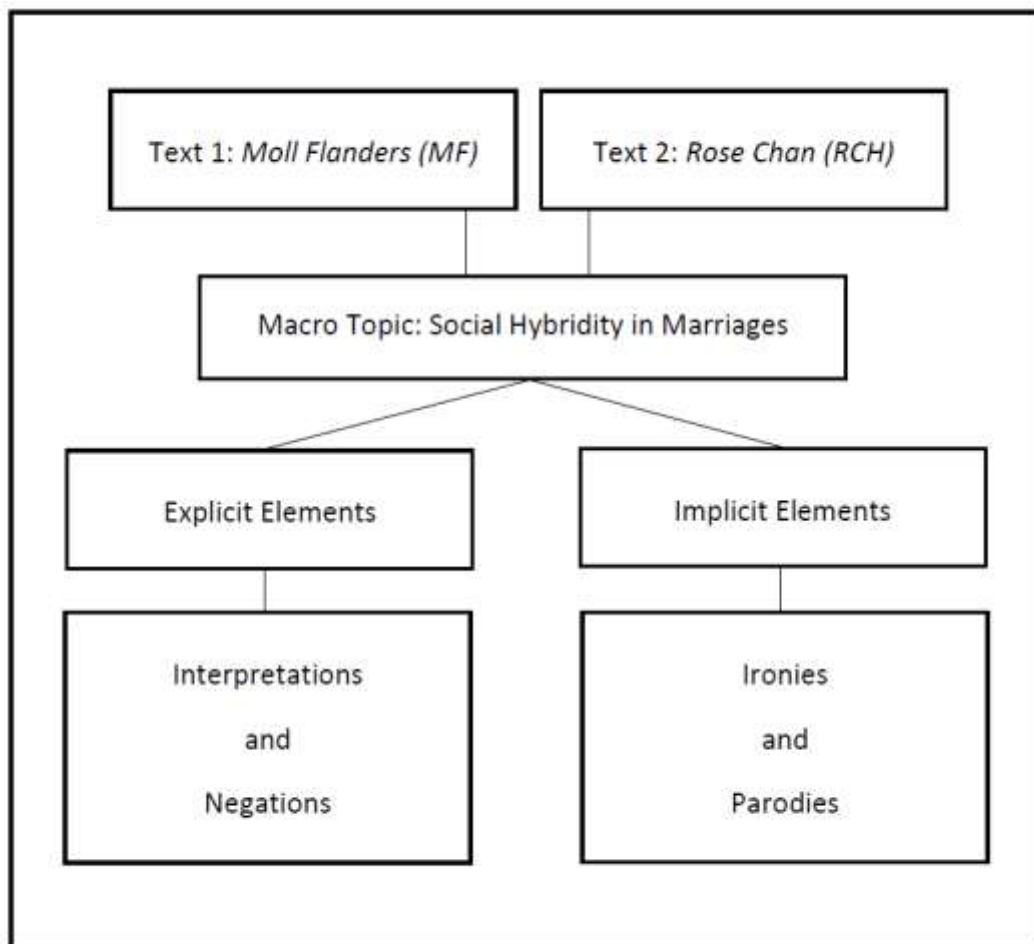 Text 1: Moll Flanders (MF)
Text 2: Rose Chan (RCH)
Macro Topic: Social Hybridity in Marriages
Explicit Elements
Implicit Elements
Interpretations
and
Negations
Ironies
and
Parodies